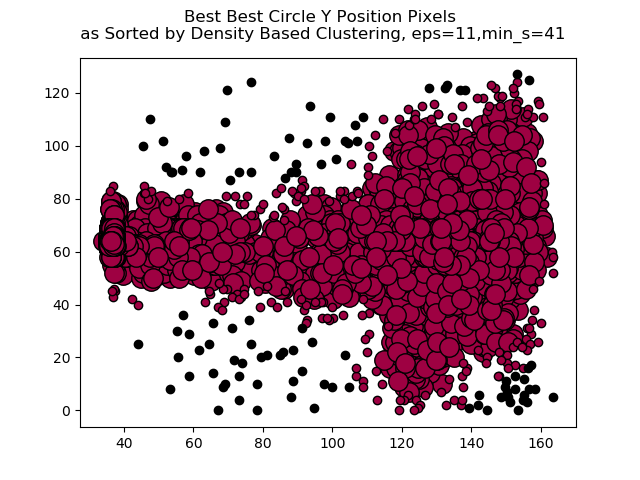 Best Best Circle Y Position Pixels
as Sorted by Density Based Clustering, eps=11,min_s=41
120
100
80
60
40
20
0
40 60 80 100 120 140 160